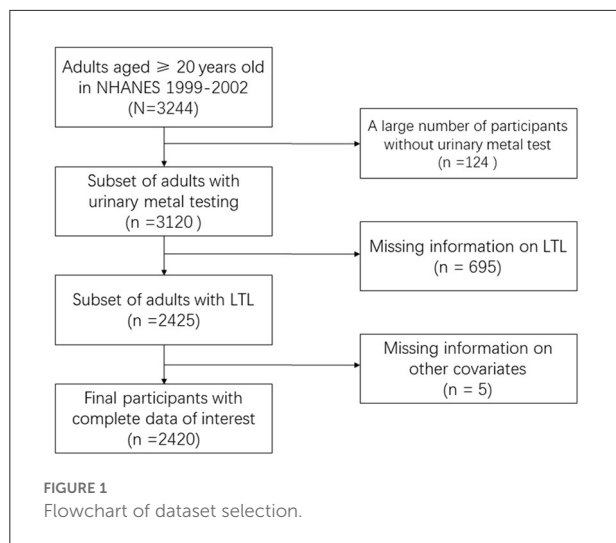 Adults aged ⩾ 20 years old
in NHANES 1999-2002
(N=3244)
A large number of participants
without urinary metal test
(n =124 )
Subset of adults with
urinary metal testing
(n =3120 )
Missing information on LTL
(n = 695)
Subset of adults with LTL
(n =2425)
Missing information on
other covariates
(n = 5)
Final participants with
complete data of interest
(n =2420)
FIGURE 1
Flowchart of dataset selection.